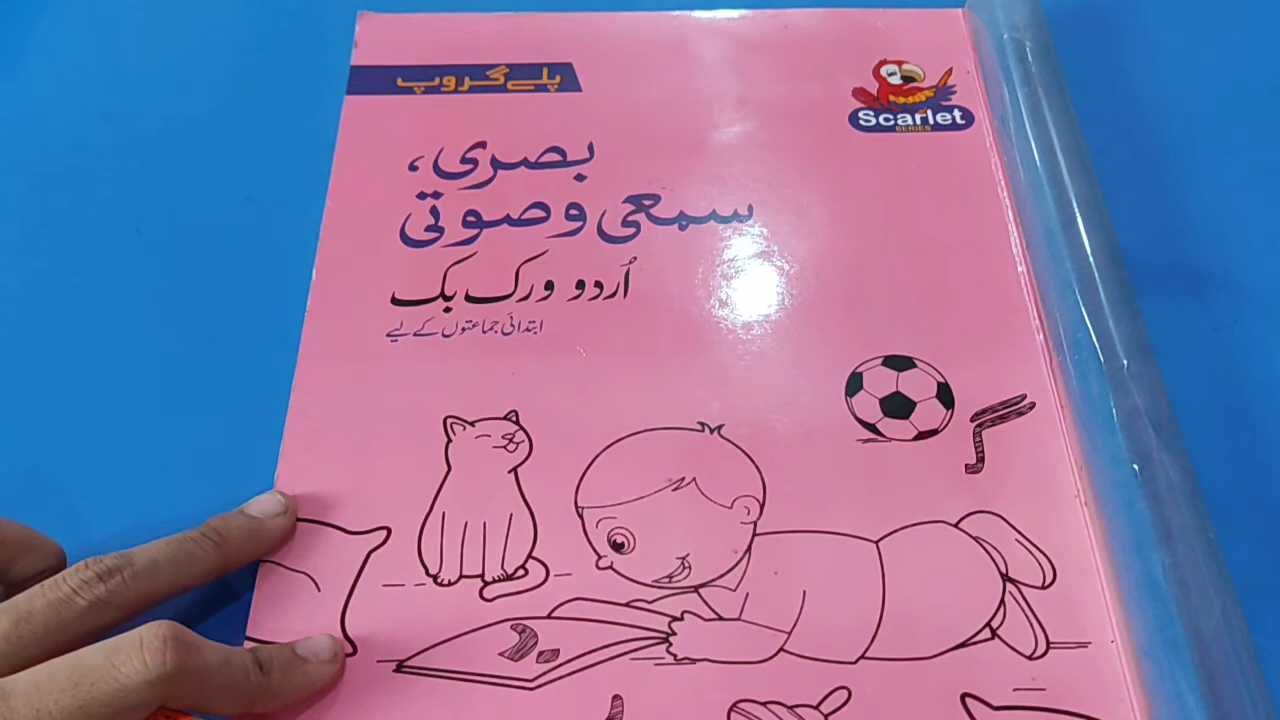 پلے گروپ
Scarlet
SERIES
بصری،
سمعی و صوتی
اُردو ورک بک
ابتدائی جماعتوں کے لیے
گ